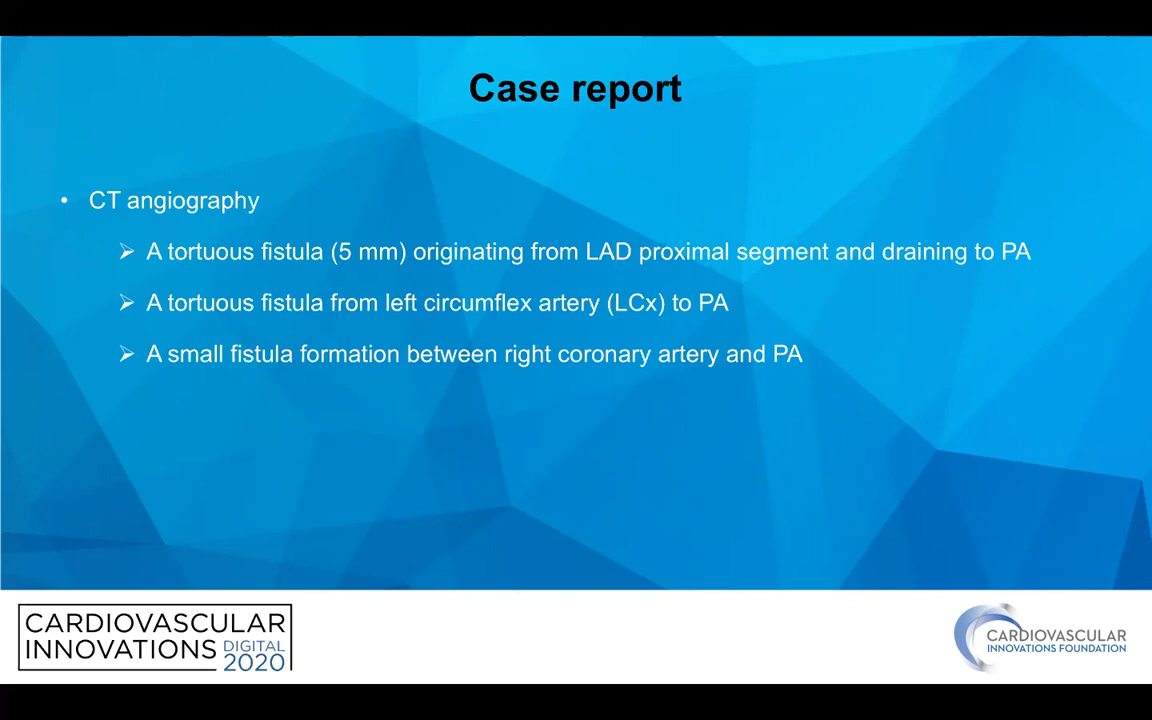 Case report
• CT angiography
➢ A tortuous fistula (5 mm) originating from LAD proximal segment and draining to PA
➢ A tortuous fistula from left circumflex artery (LCx) to PA
➢ A small fistula formation between right coronary artery and PA
CARDIOVASCULAR
INNOVATIONS DIGITAL
2020
CARDIOVASCULAR
INNOVATIONS FOUNDATION